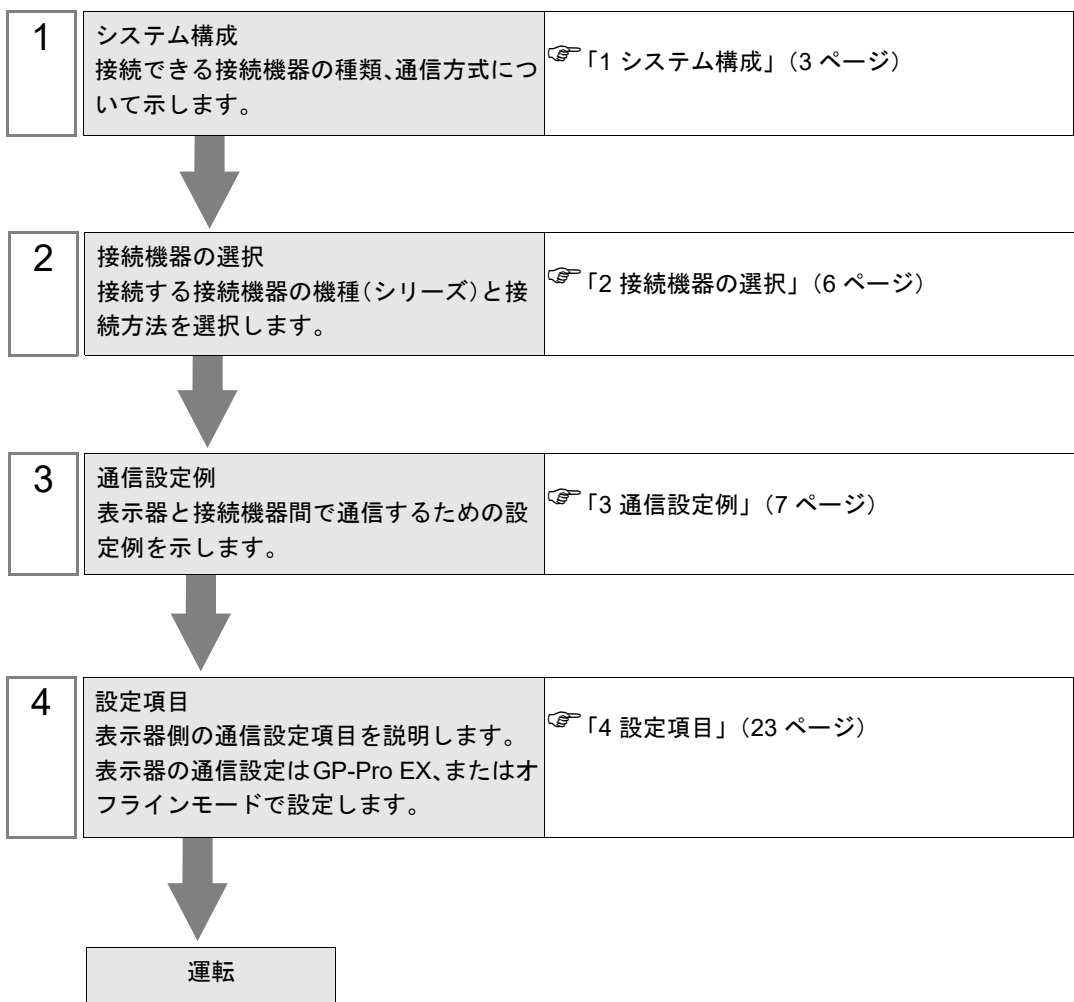 1
システム構成
接続できる接続機器の種類、通信方式につ
いて示します。
☞「1 システム構成」（3 ページ）
2
接続機器の選択
接続する接続機器の機種（シリーズ）と接
続方法を選択します。
☞「2 接続機器の選択」（6 ページ）
3
通信設定例
表示器と接続機器間で通信するための設
定例を示します。
☞「3 通信設定例」（7 ページ）
4
設定項目
表示器側の通信設定項目を説明します。
表示器の通信設定はGP-Pro EX、またはオ
フラインモードで設定します。
☞「4 設定項目」（23 ページ）
運転